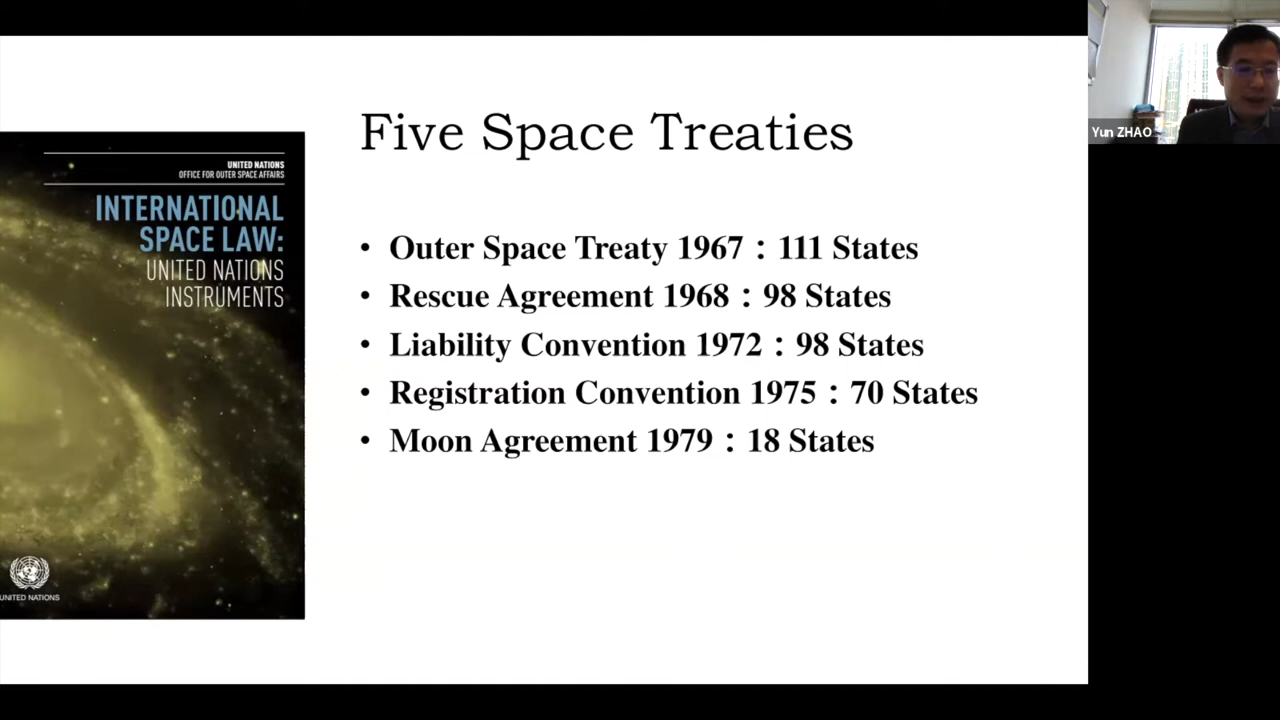 Five Space Treaties
UNITED NATIONS
OFFICE FOR OUTER SPACE AFFAIRS
INTERNATIONAL
SPACE LAW:
UNITED NATIONS
INSTRUMENTS
UNITED NATIONS
• Outer Space Treaty 1967：111 States
• Rescue Agreement 1968：98 States
• Liability Convention 1972：98 States
• Registration Convention 1975：70 States
• Moon Agreement 1979：18 States
Yun ZHAO